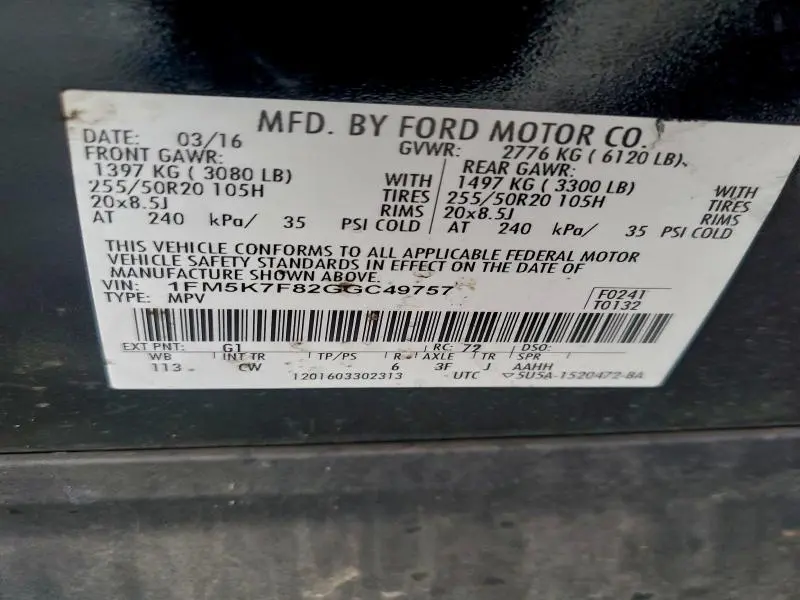 MFD. BY FORD MOTOR CO.
DATE: 03/16 GVWR: 2776 KG ( 6120 LB)
FRONT GAWR: REAR GAWR:
1397 KG ( 3080 LB) WITH 1497 KG ( 3300 LB) WITH
255/50R20 105H TIRES 255/50R20 105H TIRES
20x8.5J RIMS 20x8.5J RIMS
AT 240 kPa/ 35 PSI COLD AT 240 kPa/ 35 PSI COLD
THIS VEHICLE CONFORMS TO ALL APPLICABLE FEDERAL MOTOR
VEHICLE SAFETY STANDARDS IN EFFECT ON THE DATE OF
MANUFACTURE SHOWN ABOVE.
VIN: 1FM5K7F82GGC49757 F0241
TYPE: MPV T0132
EXT PNT: G1 RC: 72 DSO:
WB INT TR TP/PS R AXLE TR SPR
113 CW 6 3F J AAHH
1201603302313 UTC ▽5U5A-1520472-BA